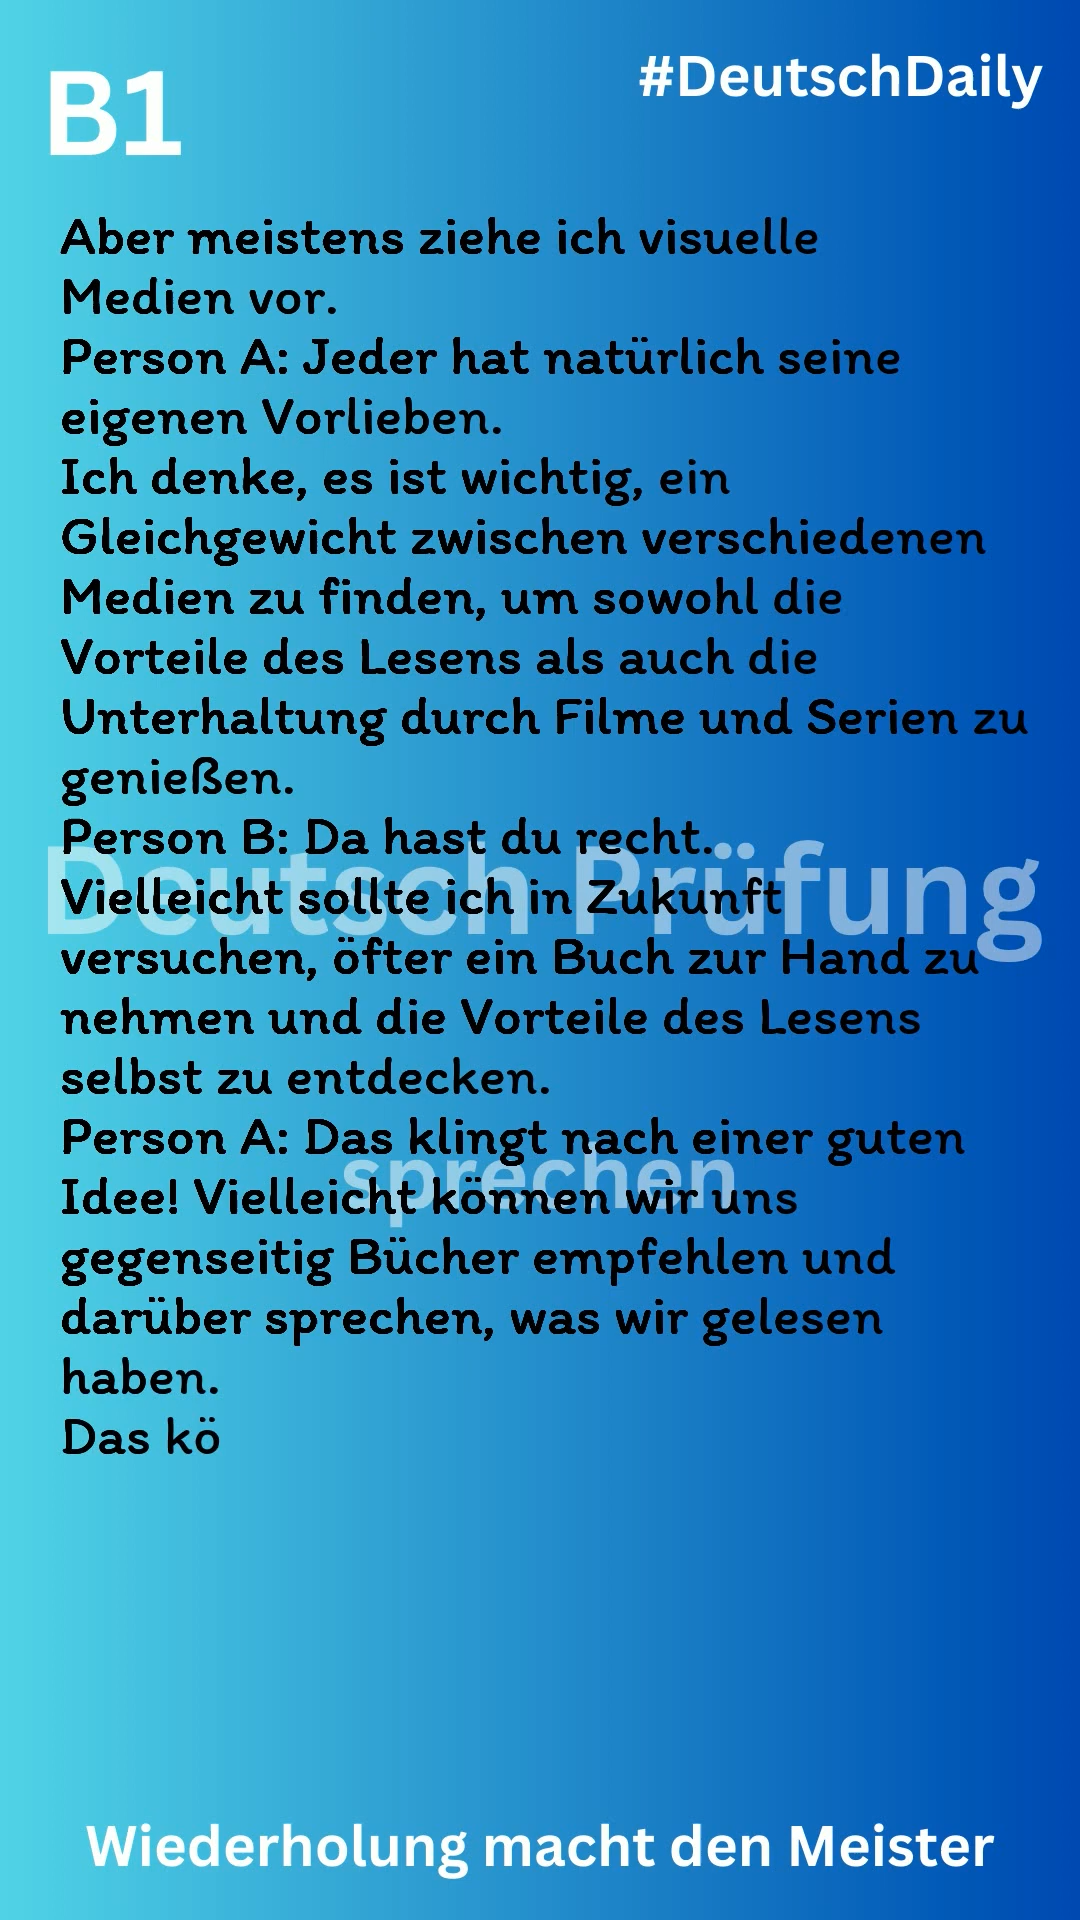 B1
#DeutschDaily
Aber meistens ziehe ich visuelle
Medien vor.
Person A: Jeder hat natürlich seine
eigenen Vorlieben.
Ich denke, es ist wichtig, ein
Gleichgewicht zwischen verschiedenen
Medien zu finden, um sowohl die
Vorteile des Lesens als auch die
Unterhaltung durch Filme und Serien zu
genießen.
Person B: Da hast du recht.
Deutsch Prüfung
Vielleicht sollte ich in Zukunft
versuchen, öfter ein Buch zur Hand zu
nehmen und die Vorteile des Lesens
selbst zu entdecken.
Person A: Das klingt nach einer guten
sprechen
Idee! Vielleicht können wir uns
gegenseitig Bücher empfehlen und
darüber sprechen, was wir gelesen
haben.
Das kö
Wiederholung macht den Meister